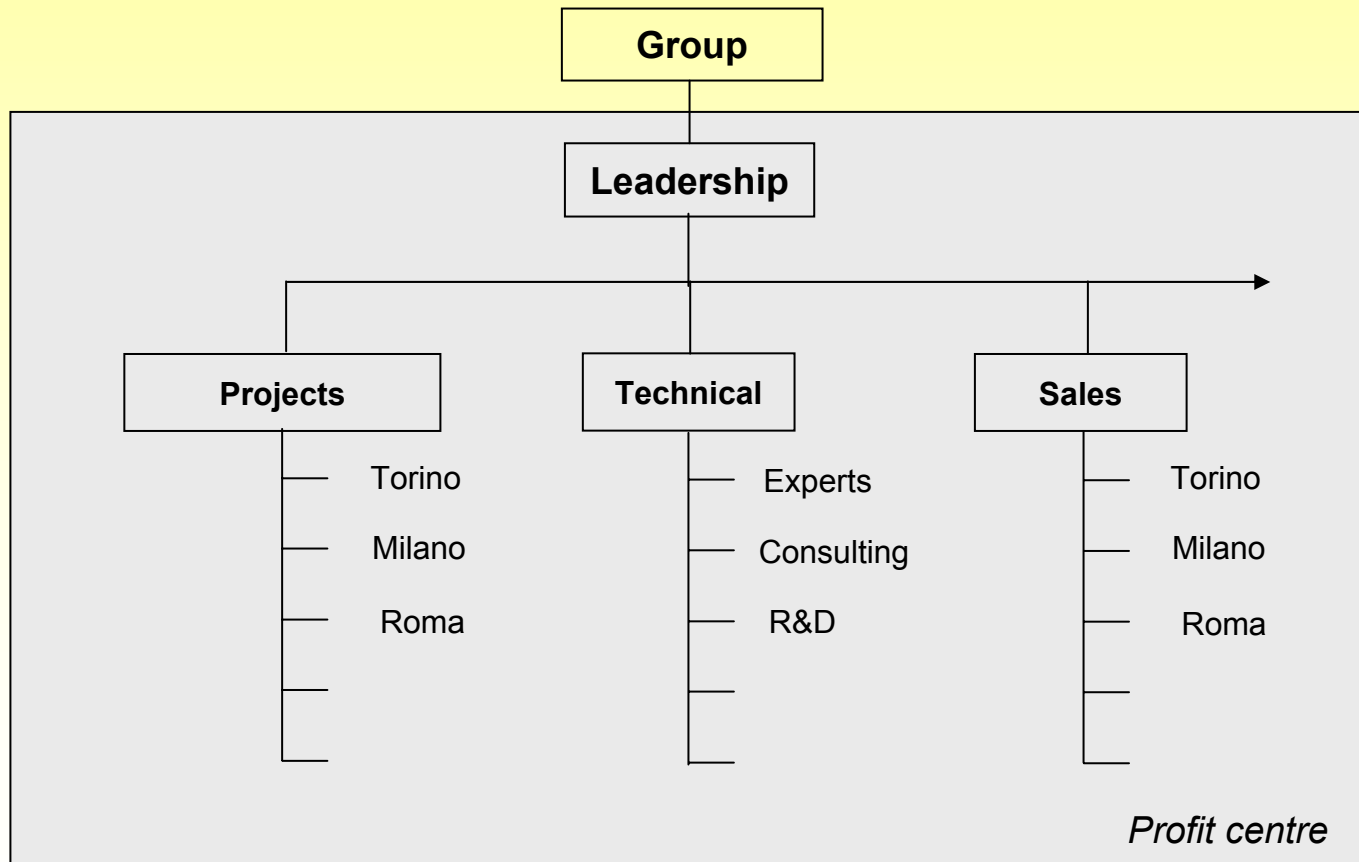 Group
Leadership
Projects
Technical
Sales
Torino
Milano
Roma
Experts
Consulting
R&D
Torino
Milano
Roma
Profit centre